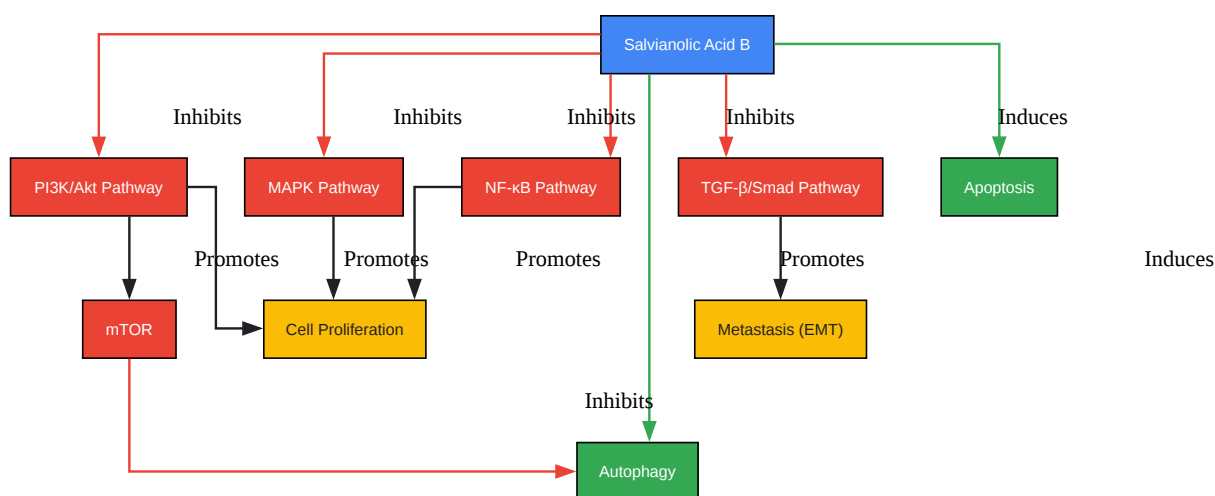 Salvianolic Acid B
Inhibits
Inhibits
Inhibits
Inhibits
Induces
PI3K/Akt Pathway
MAPK Pathway
NF-κB Pathway
TGF-β/Smad Pathway
Apoptosis
Promotes
Promotes
Promotes
Promotes
Induces
mTOR
Cell Proliferation
Metastasis (EMT)
Inhibits
Autophagy